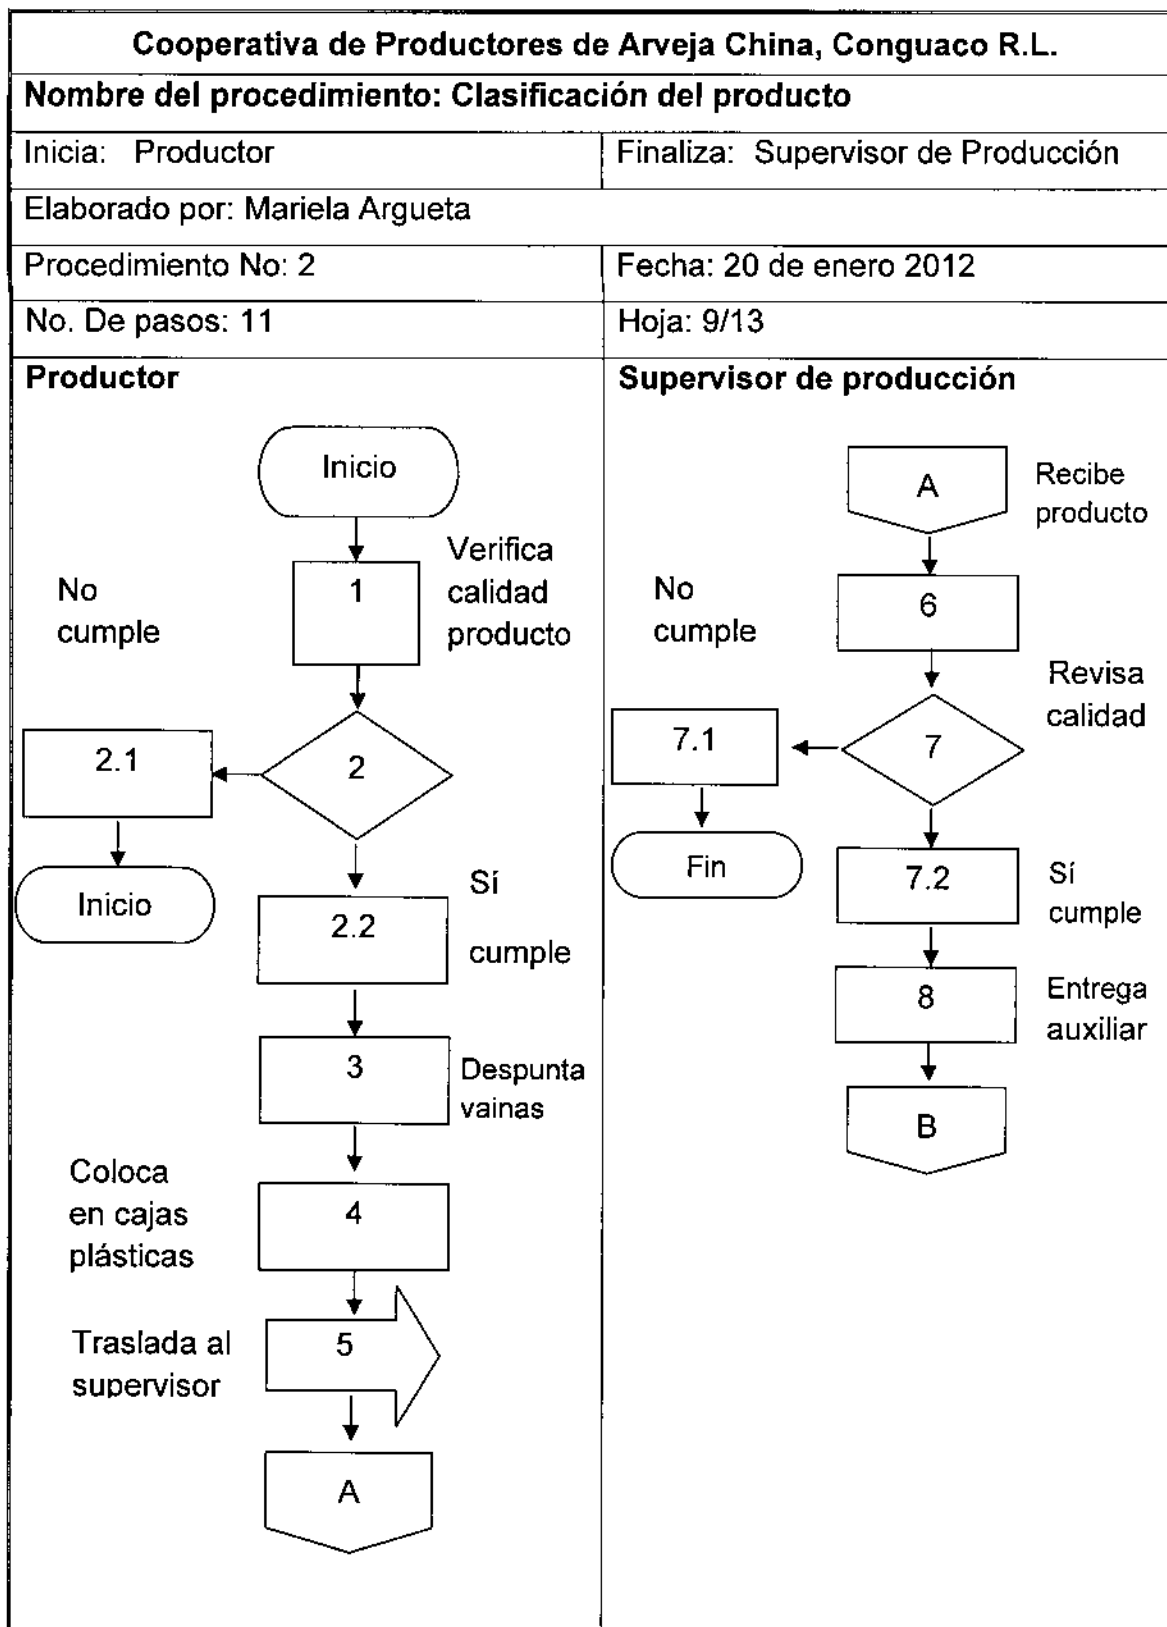 Cooperativa de Productores de Arveja China, Conguaco R.L.
Nombre del procedimiento: Clasificación del producto
Inicia: Productor
Finaliza: Supervisor de Producción
Elaborado por: Mariela Argueta
Procedimiento No: 2
Fecha: 20 de enero 2012
No. De pasos: 11
Hoja: 9/13
Productor
Inicio
1
Verifica
calidad
producto
No
cumple
2
2.1
Inicio
2.2
Sí
cumple
3
Despunta
vainas
Coloca
en cajas
plásticas
4
Traslada al
supervisor
5
A
Supervisor de producción
A
Recibe
producto
6
No
cumple
Revisa
calidad
7
7.1
Fin
7.2
Sí
cumple
8
Entrega
auxiliar
B